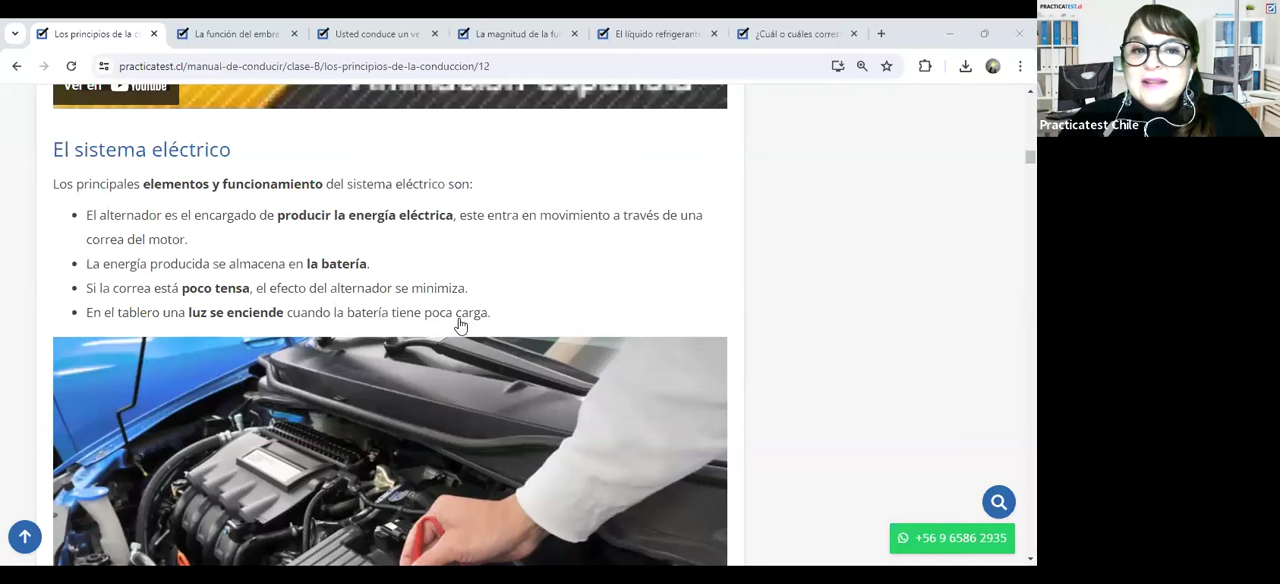 Los principios de la c
La función del embra
Usted conduce un ve
La magnitud de la fu
El líquido refrigerant
¿Cuál o cuáles corres
practicatest.cl/manual-de-conducir/clase-B/los-principios-de-la-conduccion/12
PRACTICATEST.cl
Practicatest Chile
Ver en YouTube
Animación española
El sistema eléctrico
Los principales elementos y funcionamiento del sistema eléctrico son:
El alternador es el encargado de producir la energía eléctrica, este entra en movimiento a través de una
correa del motor.
La energía producida se almacena en la batería.
Si la correa está poco tensa, el efecto del alternador se minimiza.
En el tablero una luz se enciende cuando la batería tiene poca carga.
+56 9 6586 2935